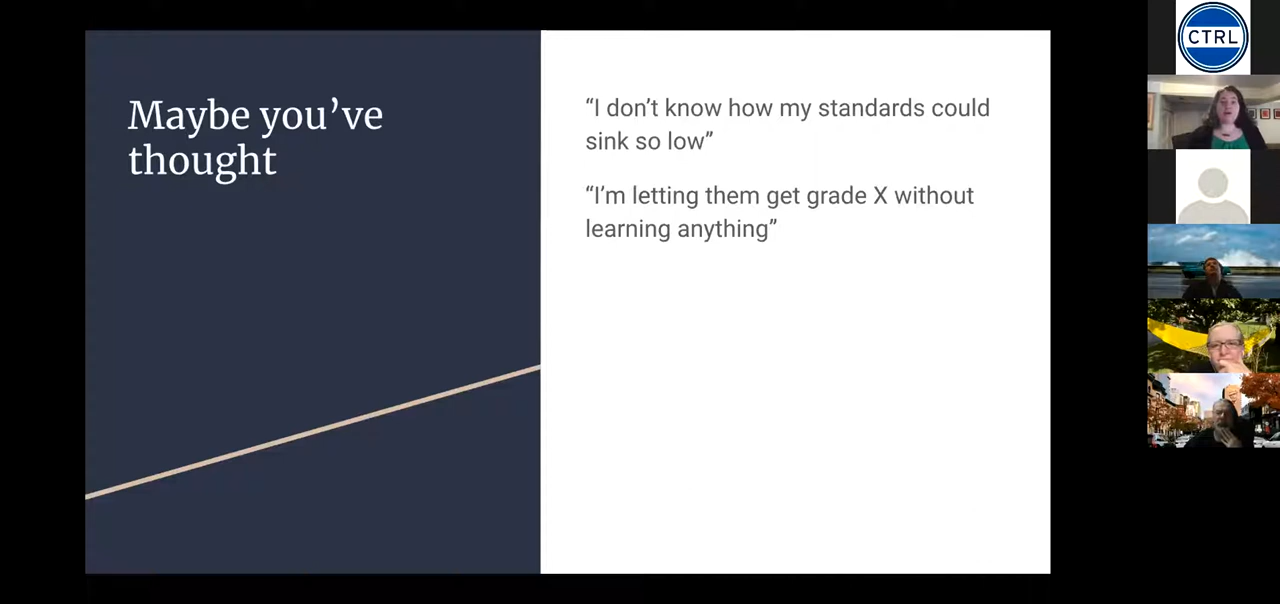 Maybe you’ve
thought
“I don’t know how my standards could
sink so low”
“I’m letting them get grade X without
learning anything”
CTRL